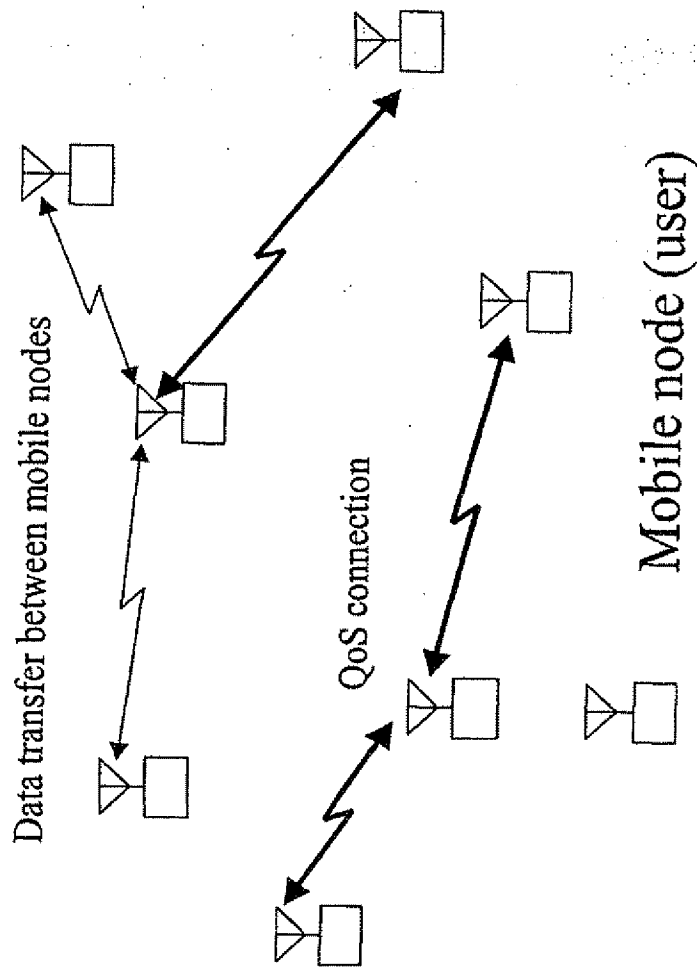 Data transfer between mobile nodes
QoS connection
Mobile node (user)